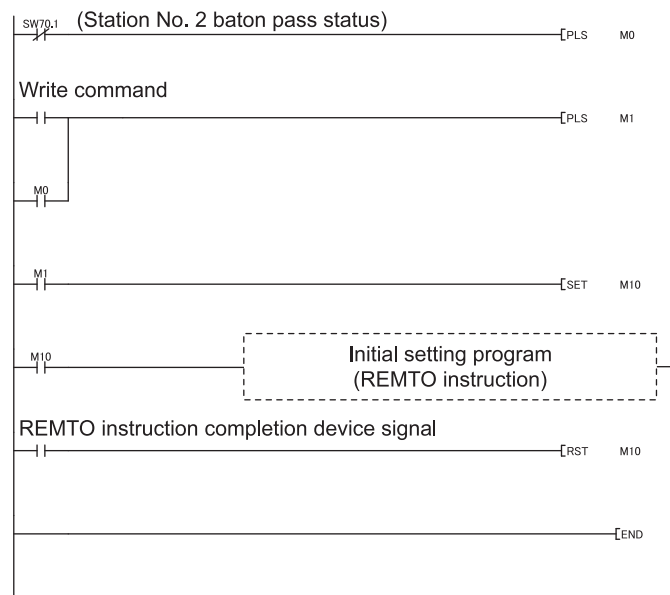 SW70.1 (Station No. 2 baton pass status) [PLS M0
Write command
[PLS M1
M0
M1 [SET M10
M10 Initial setting program
(REMTO instruction)
REMTO instruction completion device signal
[RST M10
[END